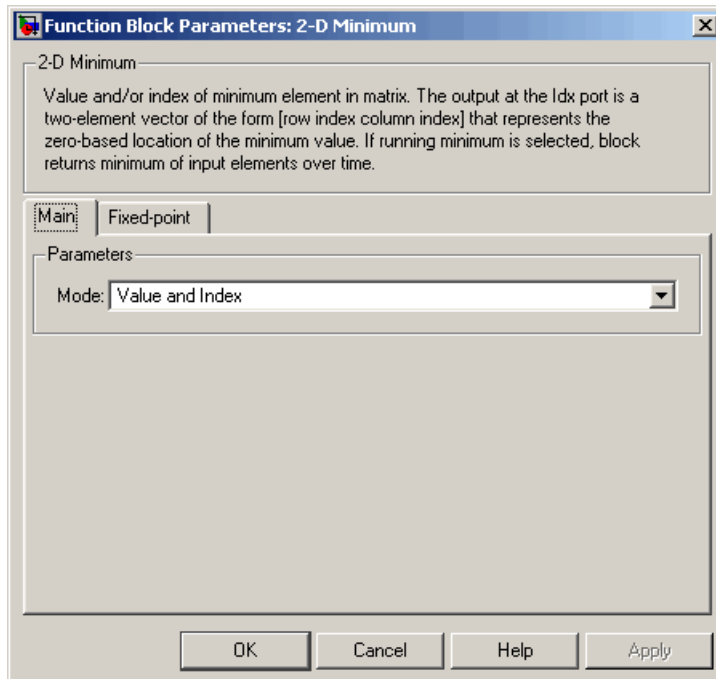 Function Block Parameters: 2-D Minimum
2-D Minimum
Value and/or index of minimum element in matrix. The output at the Idx port is a
two-element vector of the form [row index column index] that represents the
zero-based location of the minimum value. If running minimum is selected, block
returns minimum of input elements over time.
Main Fixed-point
Parameters
Mode: Value and Index
OK Cancel Help Apply